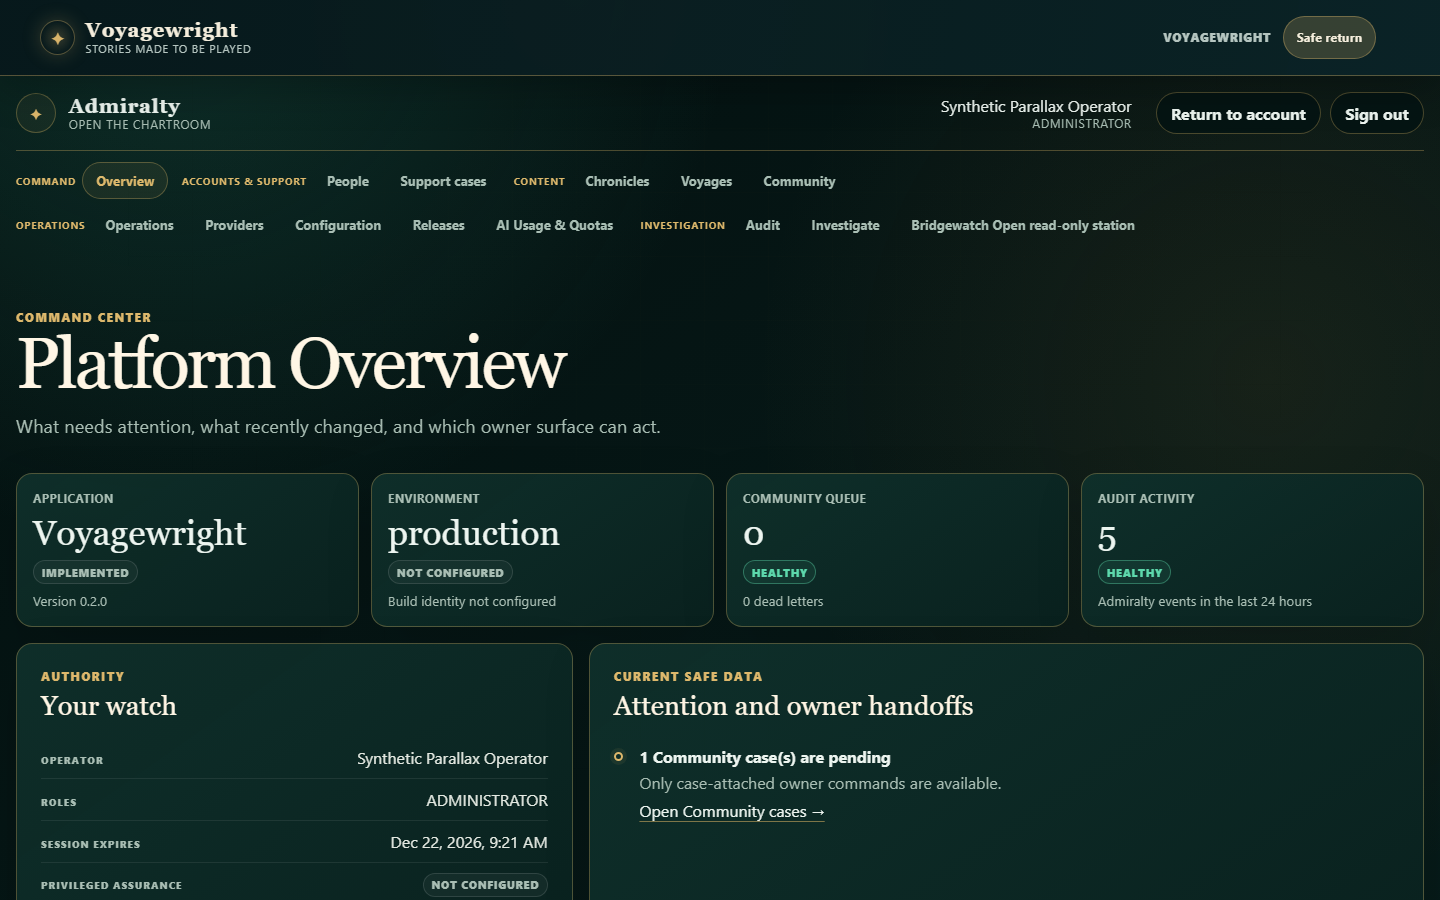 Voyagewright
STORIES MADE TO BE PLAYED
VOYAGEWRIGHT
Safe return
Admiralty
OPEN THE CHARTROOM
Synthetic Parallax Operator
ADMINISTRATOR
Return to account
Sign out
COMMAND Overview ACCOUNTS & SUPPORT People Support cases CONTENT Chronicles Voyages Community
OPERATIONS Operations Providers Configuration Releases AI Usage & Quotas INVESTIGATION Audit Investigate Bridgewatch Open read-only station
COMMAND CENTER
Platform Overview
What needs attention, what recently changed, and which owner surface can act.
APPLICATION
Voyagewright
IMPLEMENTED
Version 0.2.0
ENVIRONMENT
production
NOT CONFIGURED
Build identity not configured
COMMUNITY QUEUE
0
HEALTHY
0 dead letters
AUDIT ACTIVITY
5
HEALTHY
Admiralty events in the last 24 hours
AUTHORITY
Your watch
OPERATOR Synthetic Parallax Operator
ROLES ADMINISTRATOR
SESSION EXPIRES Dec 22, 2026, 9:21 AM
PRIVILEGED ASSURANCE NOT CONFIGURED
CURRENT SAFE DATA
Attention and owner handoffs
1 Community case(s) are pending
Only case-attached owner commands are available.
Open Community cases →